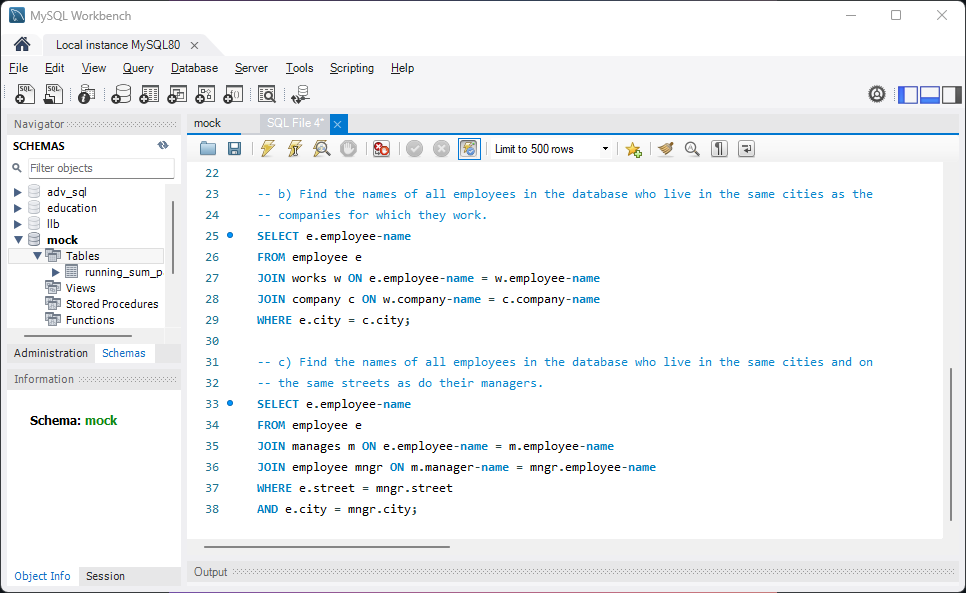 MySQL Workbench
Local instance MySQL80
File Edit View Query Database Server Tools Scripting Help
Navigator
SCHEMAS
Filter objects
adv_sql
education
llb
mock
Tables
running_sum_p
Views
Stored Procedures
Functions
Administration Schemas
Information
Schema: mock
Object Info Session
mock SQL File 4*
Limit to 500 rows
22
23 -- b) Find the names of all employees in the database who live in the same cities as the
24 -- companies for which they work.
25 SELECT e.employee-name
26 FROM employee e
27 JOIN works w ON e.employee-name = w.employee-name
28 JOIN company c ON w.company-name = c.company-name
29 WHERE e.city = c.city;
30
31 -- c) Find the names of all employees in the database who live in the same cities and on
32 -- the same streets as do their managers.
33 SELECT e.employee-name
34 FROM employee e
35 JOIN manages m ON e.employee-name = m.employee-name
36 JOIN employee mngr ON m.manager-name = mngr.employee-name
37 WHERE e.street = mngr.street
38 AND e.city = mngr.city;
Output